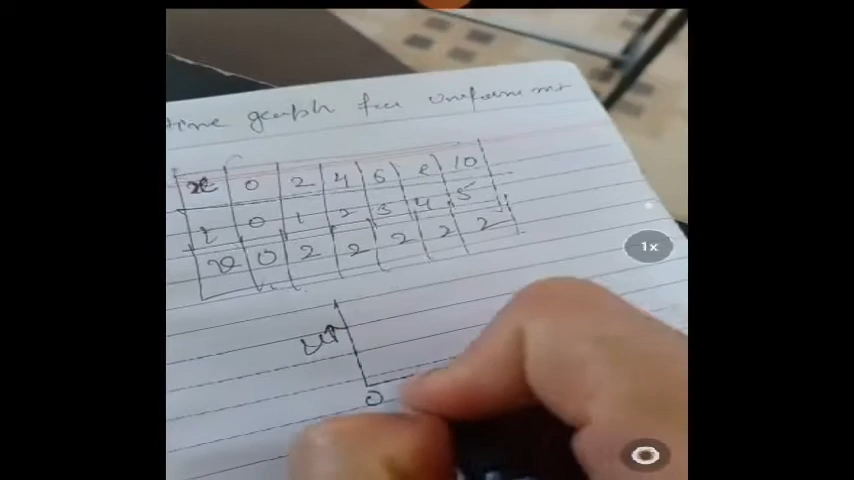 time graph for uniform mt
x 0 2 4 6 8 10
t 0 1 2 3 4 5
v 0 2 2 2 2 2
v↑
0
1x